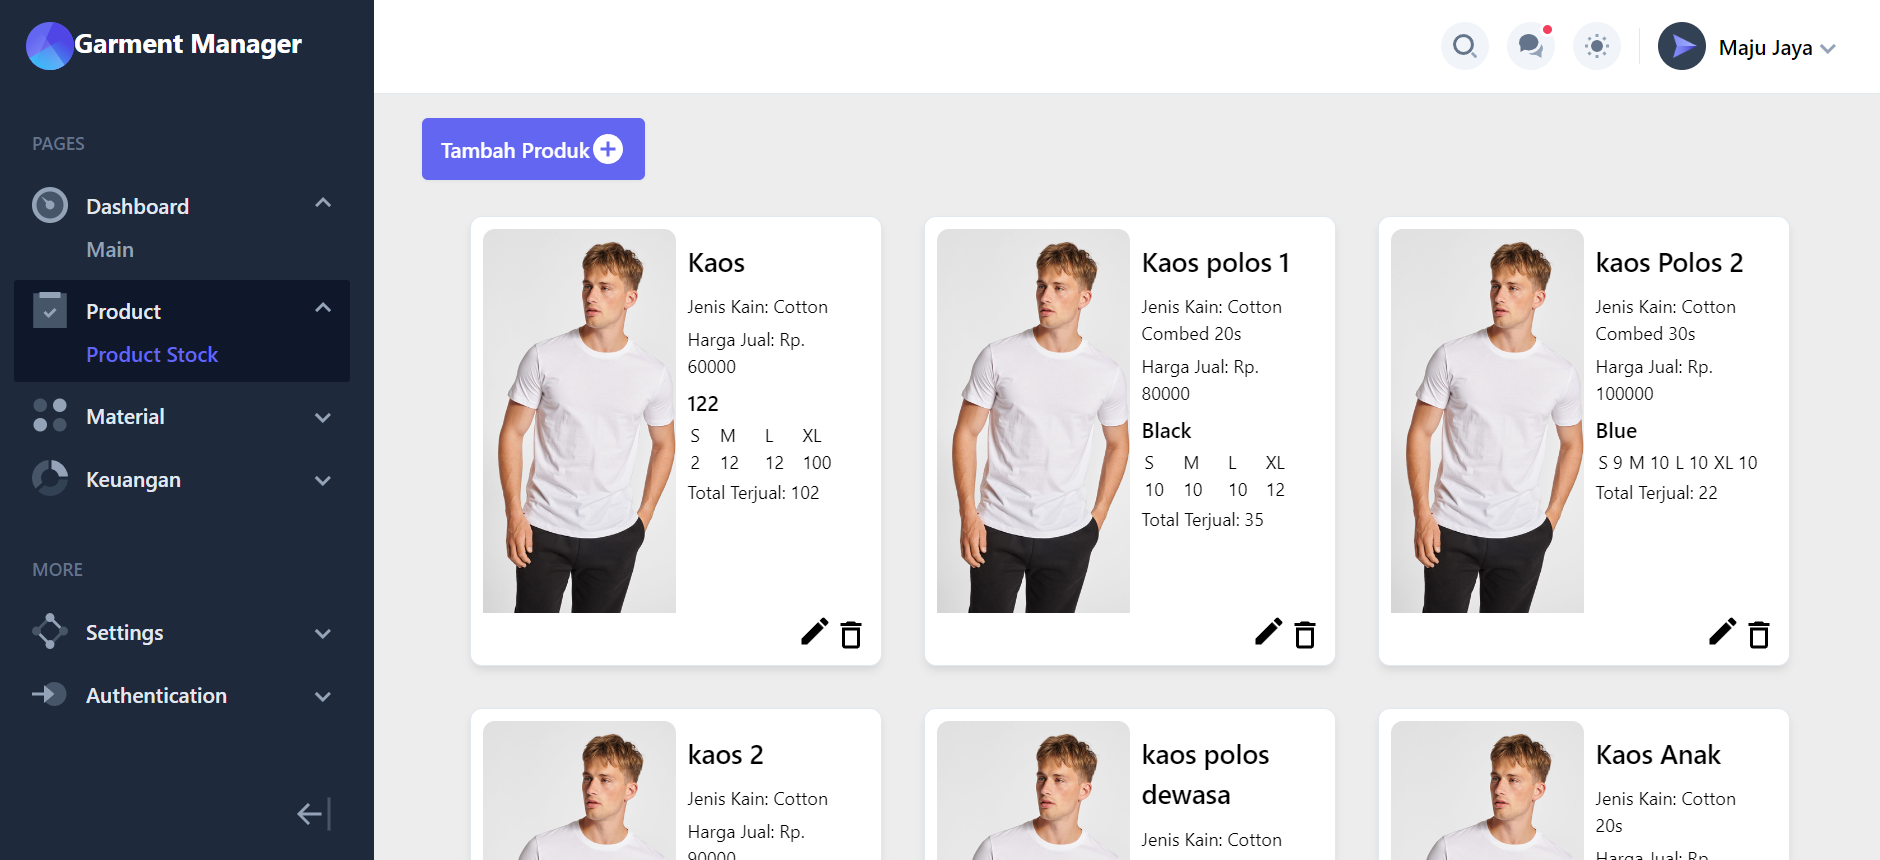 Garment Manager
Maju Jaya
PAGES
Dashboard
Main
Product
Product Stock
Material
Keuangan
MORE
Settings
Authentication
Tambah Produk
Kaos
Jenis Kain: Cotton
Harga Jual: Rp.
60000
122
S M L XL
2 12 12 100
Total Terjual: 102
Kaos polos 1
Jenis Kain: Cotton
Combed 20s
Harga Jual: Rp.
80000
Black
S M L XL
10 10 10 12
Total Terjual: 35
kaos Polos 2
Jenis Kain: Cotton
Combed 30s
Harga Jual: Rp.
100000
Blue
S 9 M 10 L 10 XL 10
Total Terjual: 22
kaos 2
Jenis Kain: Cotton
Harga Jual: Rp.
90000
kaos polos
dewasa
Jenis Kain: Cotton
Kaos Anak
Jenis Kain: Cotton
20s
Harga Jual: Rp.